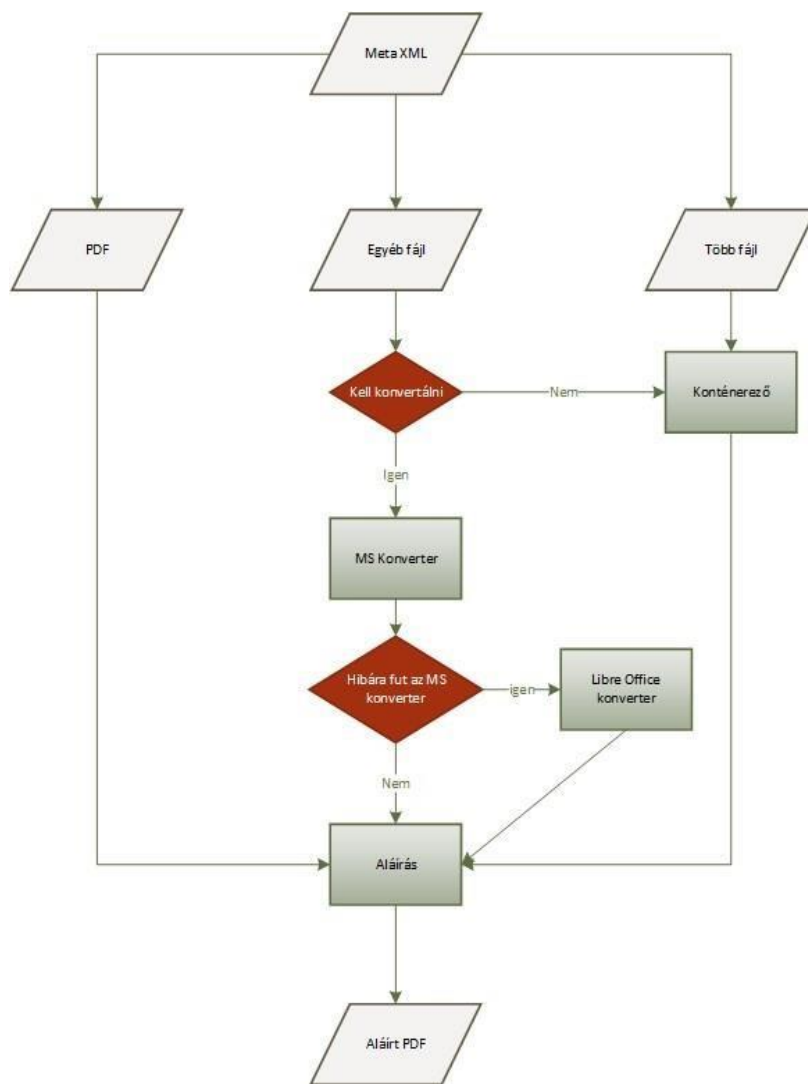 Meta XML
PDF
Egyéb fájl
Több fájl
Kell konvertálni
Nem
Konténerező
Igen
MS Konverter
Hibára fut az MS
konverter
igen
Libre Office
konverter
Nem
Aláírás
Aláírt PDF